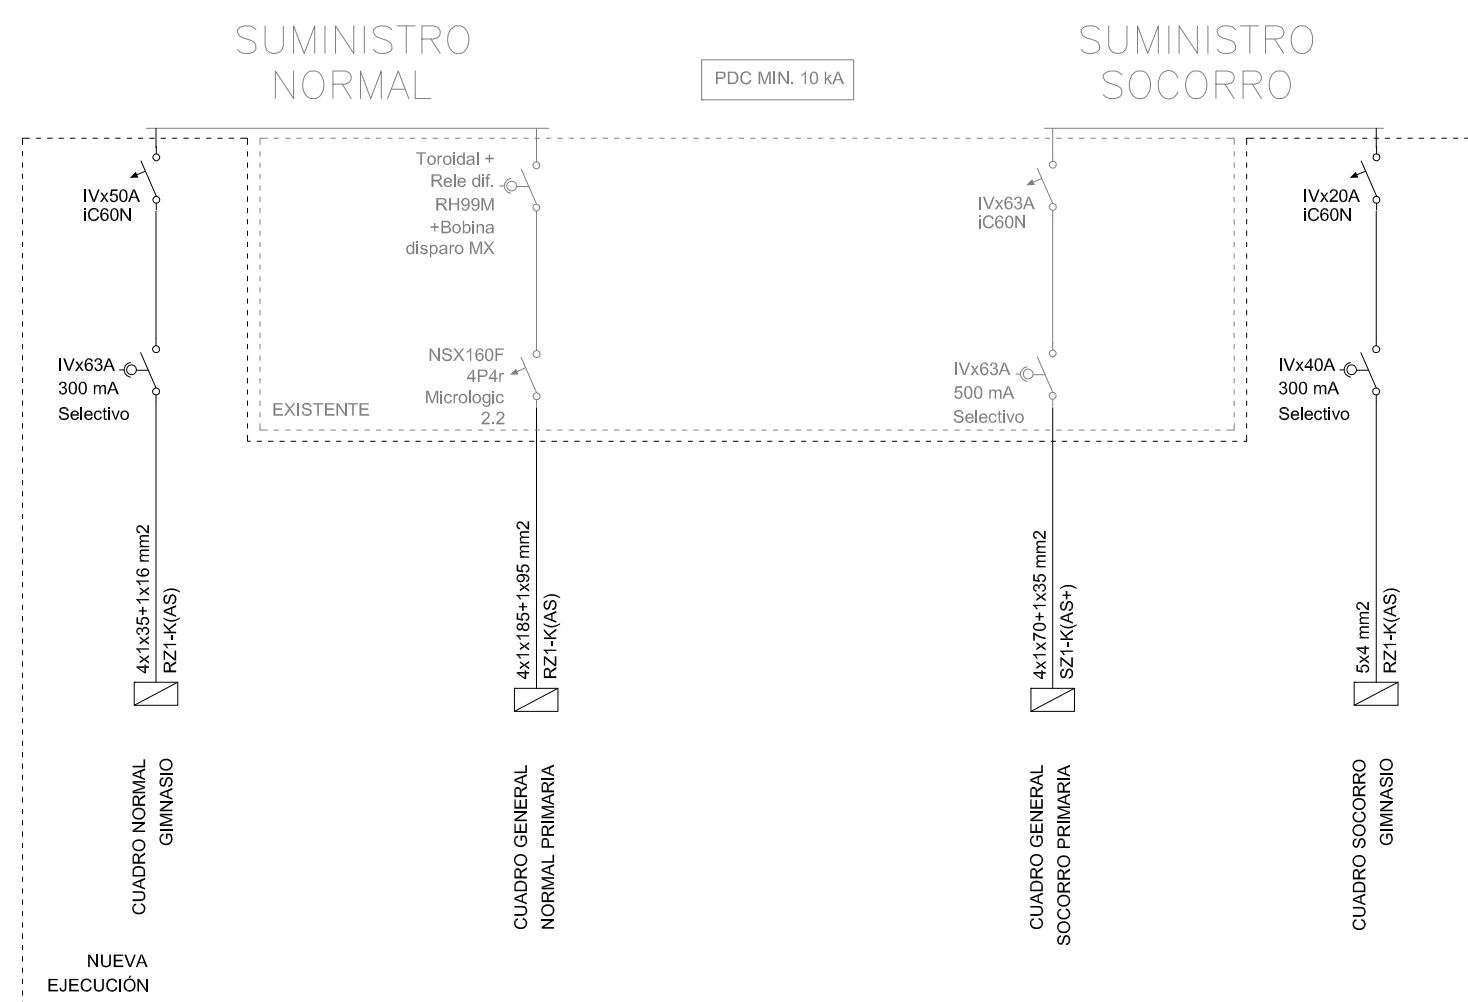 SUMINISTRO
NORMAL
PDC MIN. 10 kA
SUMINISTRO
SOCORRO
IVx50A
iC60N
Toroidal +
Rele dif.
RH99M
+Bobina
disparo MX
IVx63A
iC60N
IVx20A
iC60N
IVx63A
300 mA
Selectivo
NSX160F
4P4r
Micrologic
2.2
EXISTENTE
IVx63A
500 mA
Selectivo
IVx40A
300 mA
Selectivo
4x1x35+1x16 mm2
RZ1-K(AS)
4x1x185+1x95 mm2
RZ1-K(AS)
4x1x70+1x35 mm2
SZ1-K(AS+)
5x4 mm2
RZ1-K(AS)
CUADRO NORMAL
GIMNASIO
CUADRO GENERAL
NORMAL PRIMARIA
CUADRO GENERAL
SOCORRO PRIMARIA
CUADRO SOCORRO
GIMNASIO
NUEVA
EJECUCIÓN